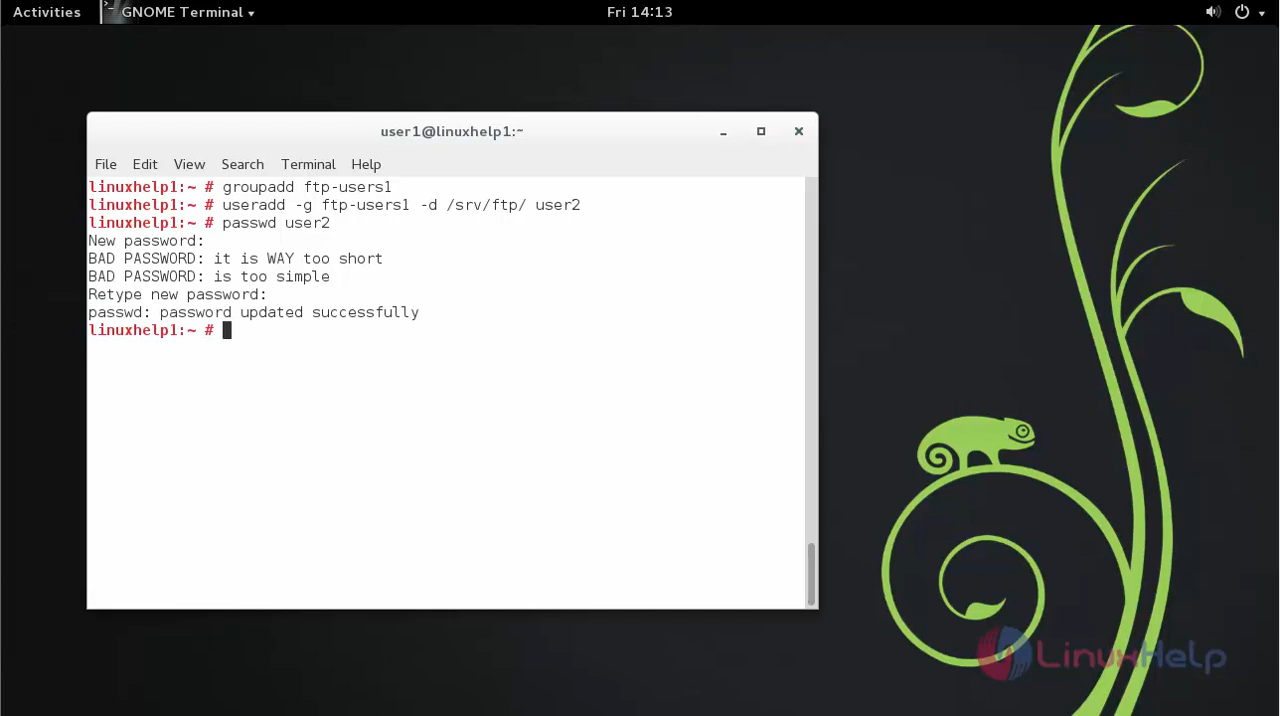 Activities
GNOME Terminal
Fri 14:13
user1@linuxhelp1:~
File Edit View Search Terminal Help
linuxhelp1:~ # groupadd ftp-users1
linuxhelp1:~ # useradd -g ftp-users1 -d /srv/ftp/ user2
linuxhelp1:~ # passwd user2
New password:
BAD PASSWORD: it is WAY too short
BAD PASSWORD: is too simple
Retype new password:
passwd: password updated successfully
linuxhelp1:~ #
LinuxHelp